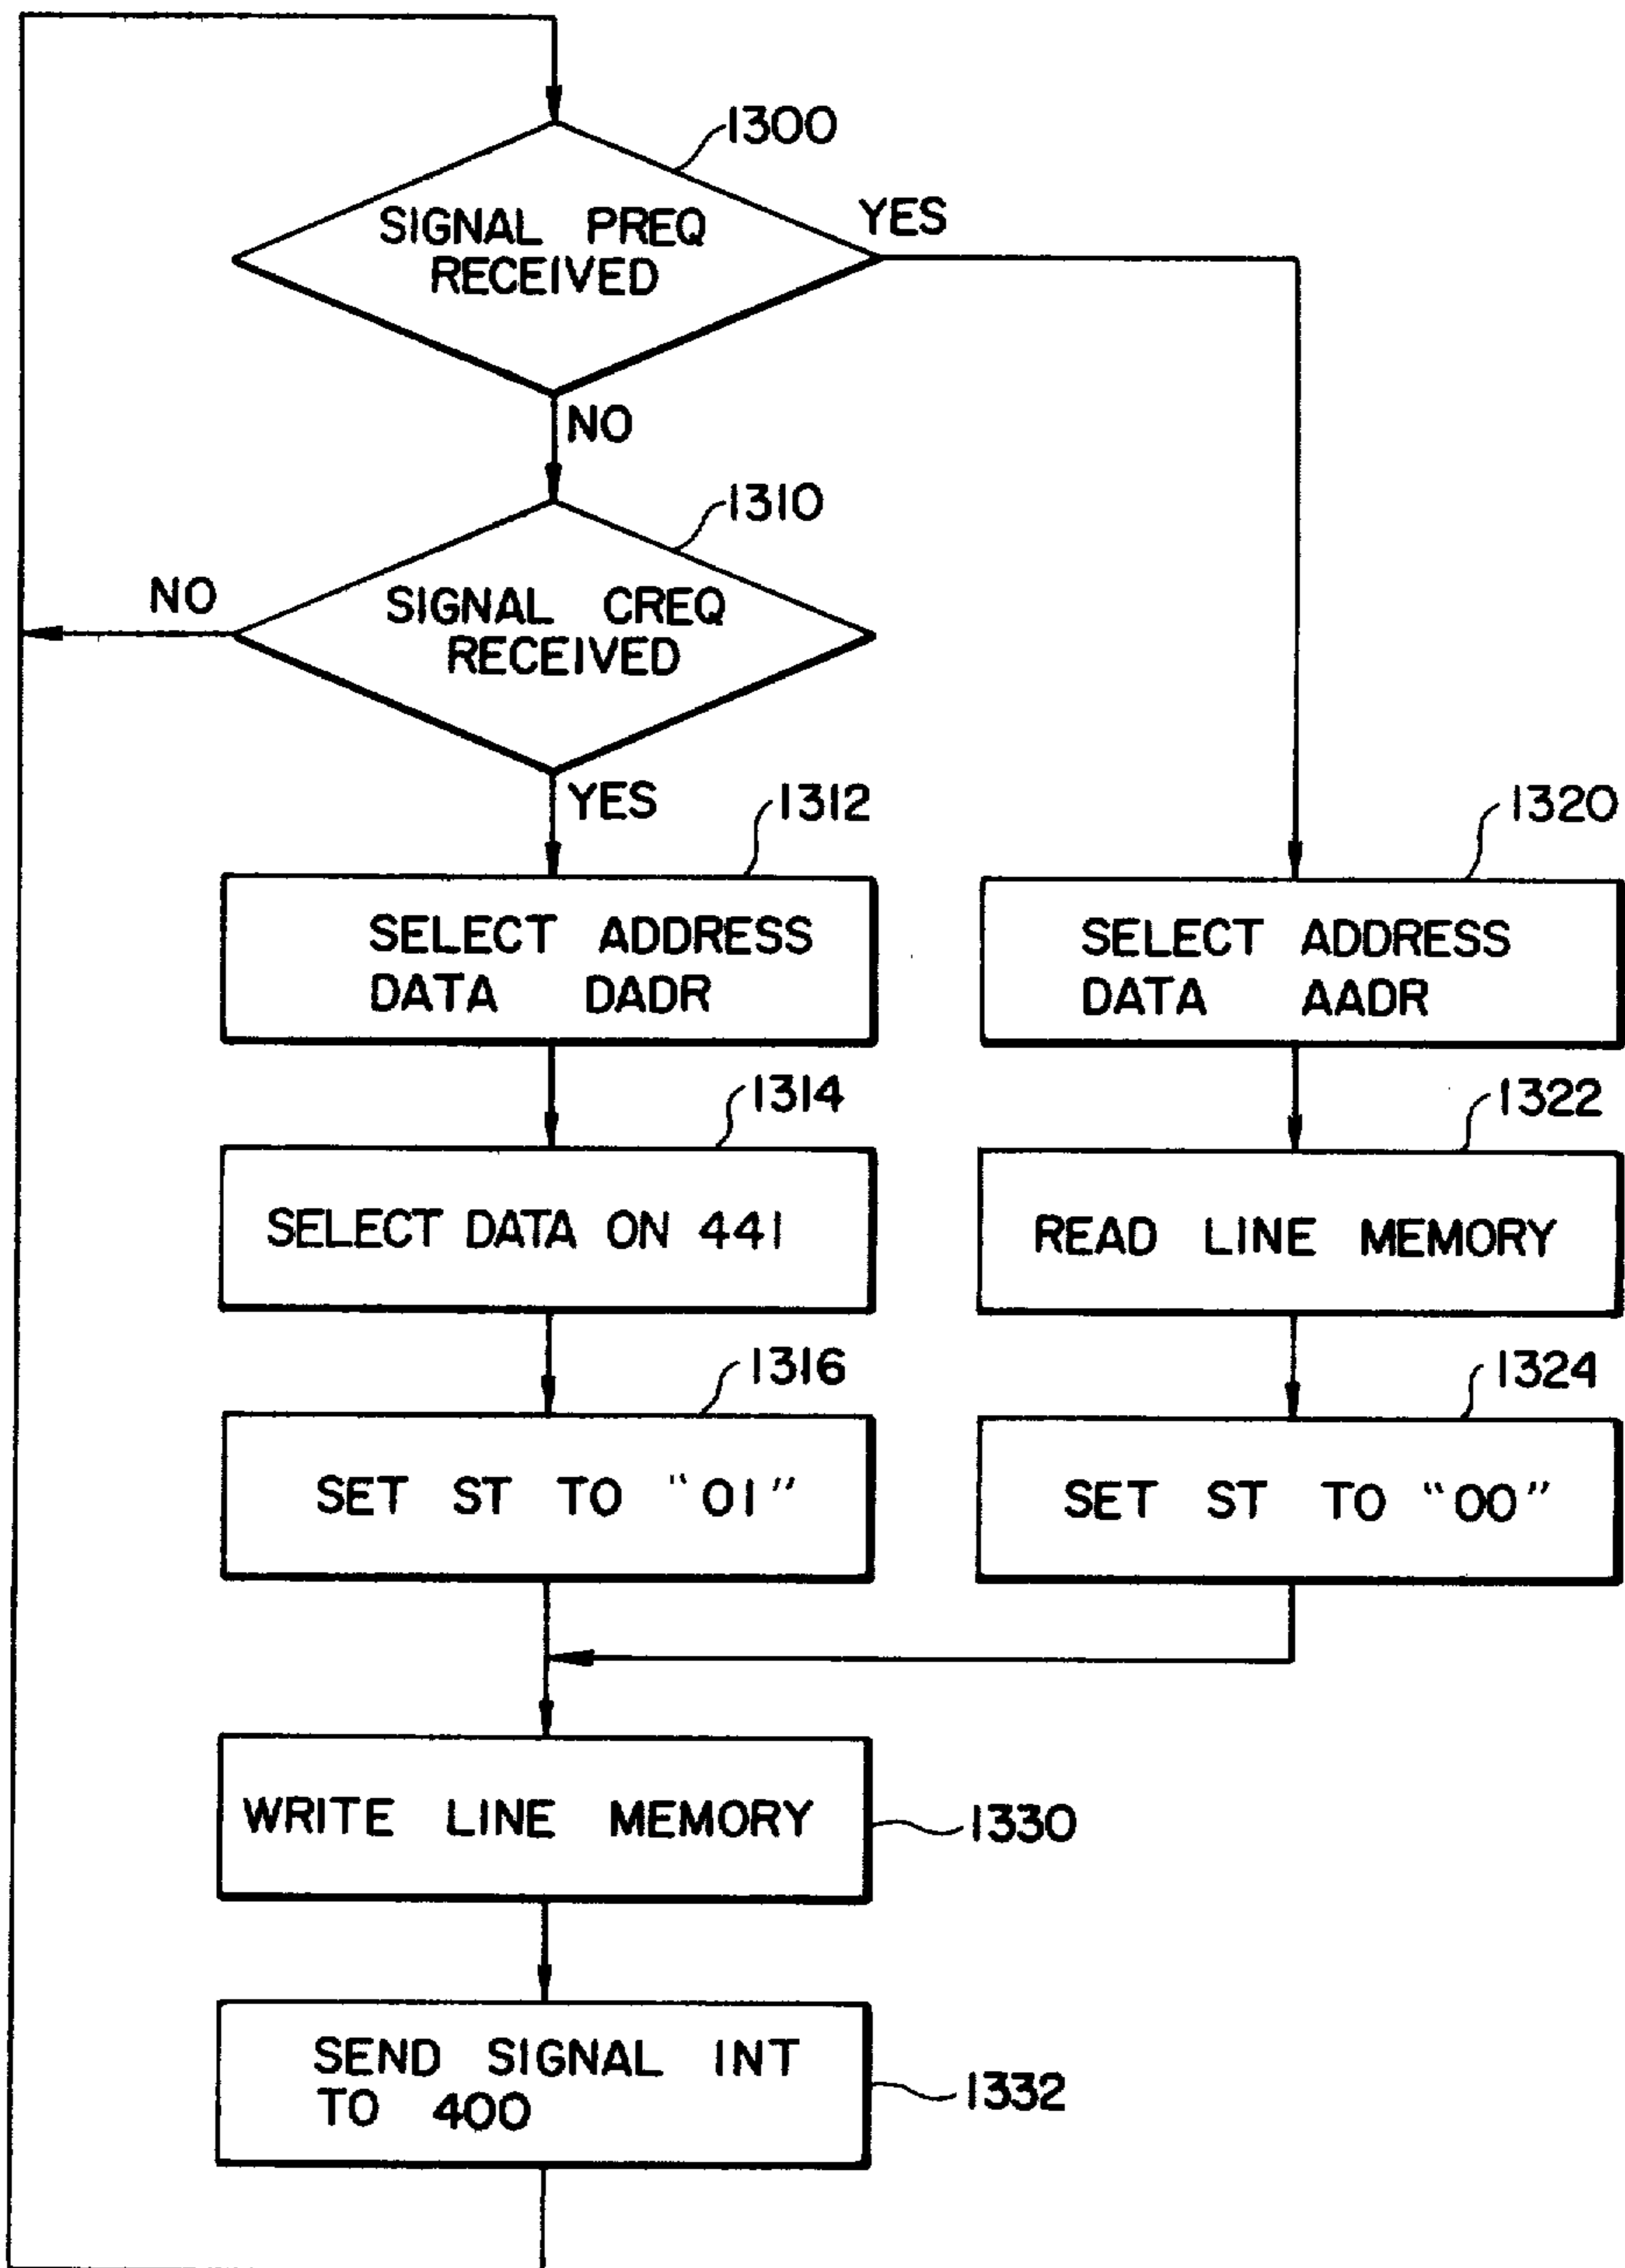 1300
SIGNAL PREQ
RECEIVED
YES
NO
1310
SIGNAL CREQ
RECEIVED
NO
YES
1312
SELECT ADDRESS
DATA DADR
1320
SELECT ADDRESS
DATA AADR
1314
SELECT DATA ON 441
1322
READ LINE MEMORY
1316
SET ST TO "01"
1324
SET ST TO "00"
WRITE LINE MEMORY
1330
SEND SIGNAL INT
TO 400
1332